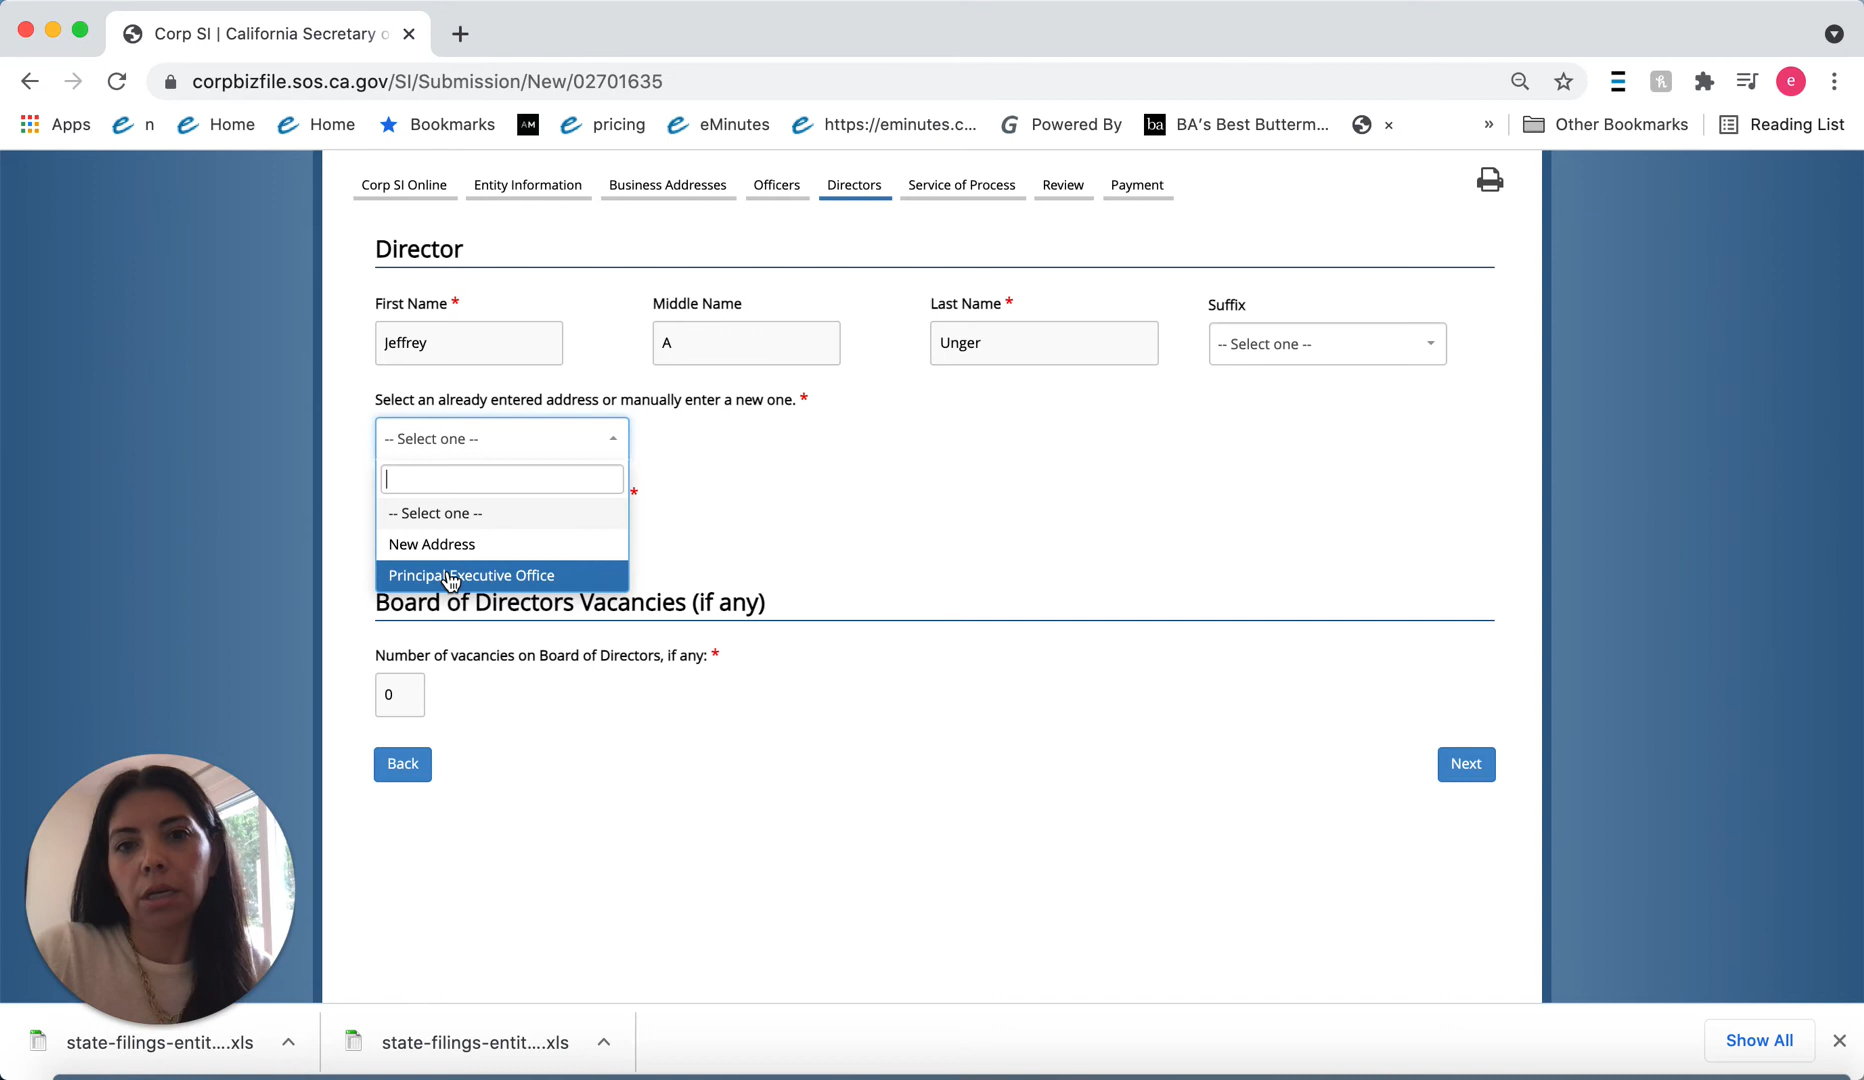 Corp SI | California Secretary o
corpbizfile.sos.ca.gov/SI/Submission/New/02701635
e
Apps n Home Home Bookmarks AM pricing eMinutes https://eminutes.c... Powered By ba BA's Best Butterm... » Other Bookmarks Reading List
Corp SI Online Entity Information Business Addresses Officers Directors Service of Process Review Payment
Director
First Name * Middle Name Last Name * Suffix
Jeffrey A Unger -- Select one --
Select an already entered address or manually enter a new one. *
-- Select one --
*
-- Select one --
New Address
Principal Executive Office
Board of Directors Vacancies (if any)
Number of vacancies on Board of Directors, if any: *
0
Back Next
state-filings-entit....xls state-filings-entit....xls Show All